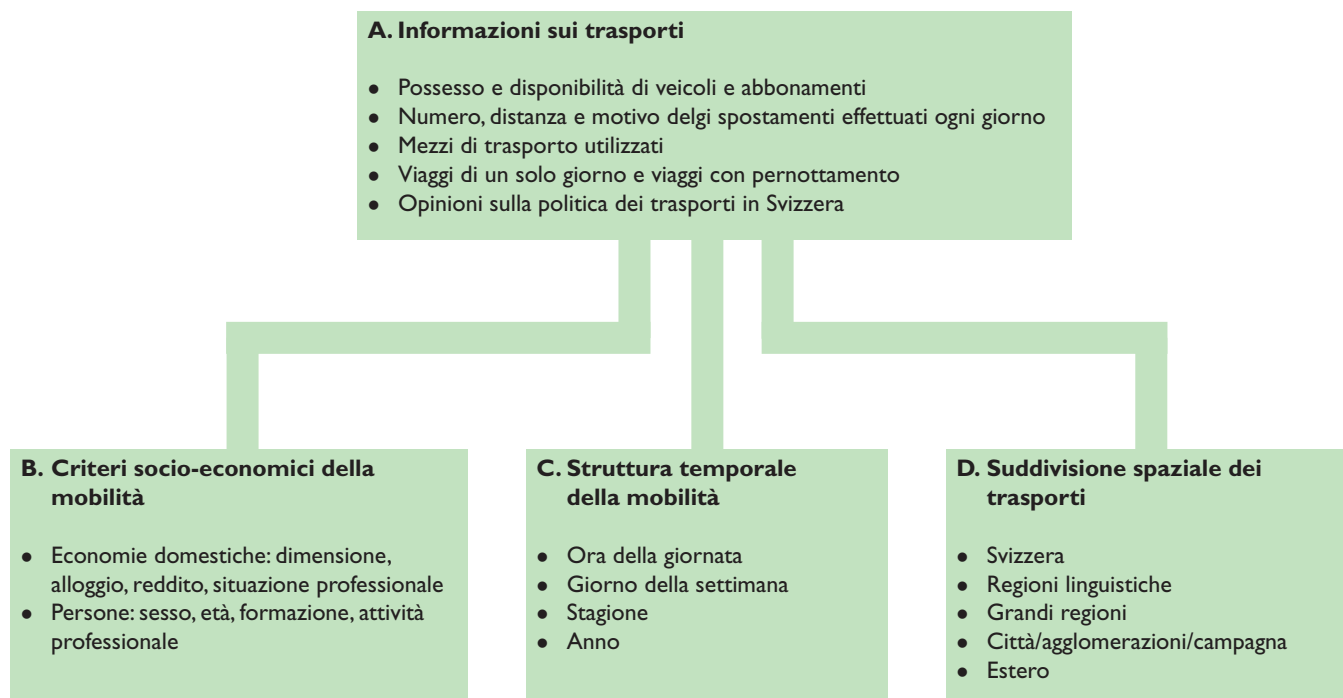 A. Informazioni sui trasporti
● Possesso e disponibilità di veicoli e abbonamenti
● Numero, distanza e motivo delgi spostamenti effettuati ogni giorno
● Mezzi di trasporto utilizzati
● Viaggi di un solo giorno e viaggi con pernottamento
● Opinioni sulla politica dei trasporti in Svizzera
B. Criteri socio-economici della
mobilità
● Economie domestiche: dimensione,
alloggio, reddito, situazione professionale
● Persone: sesso, età, formazione, attività
professionale
C. Struttura temporale
della mobilità
● Ora della giornata
● Giorno della settimana
● Stagione
● Anno
D. Suddivisione spaziale dei
trasporti
● Svizzera
● Regioni linguistiche
● Grandi regioni
● Città/agglomerazioni/campagna
● Estero